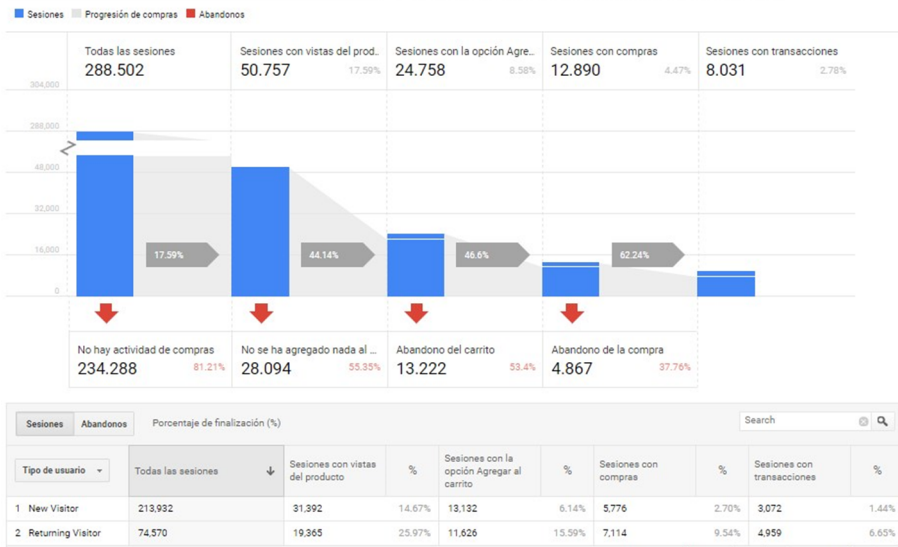 Sesiones Progresión de compras Abandonos
Todas las sesiones Sesiones con vistas del prod.. Sesiones con la opción Agre.. Sesiones con compras Sesiones con transacciones
288.502 50.757 17.59% 24.758 8.58% 12.890 4.47% 8.031 2.78%
304,000
288,000
48,000
32,000
16,000
0
17.59% 44.14% 46.6% 62.24%
No hay actividad de compras No se ha agregado nada al ... Abandono del carrito Abandono de la compra
234.288 81.21% 28.094 55.35% 13.222 53.4% 4.867 37.76%
Sesiones Abandonos Porcentaje de finalización (%) Search
Tipo de usuario Todas las sesiones Sesiones con vistas del producto % Sesiones con la opción Agregar al carrito % Sesiones con compras % Sesiones con transacciones %
1 New Visitor 213,932 31,392 14.67% 13,132 6.14% 5,776 2.70% 3,072 1.44%
2 Returning Visitor 74,570 19,365 25.97% 11,626 15.59% 7,114 9.54% 4,959 6.65%